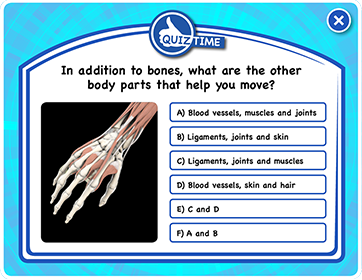 QUIZ TIME
In addition to bones, what are the other
body parts that help you move?
A) Blood vessels, muscles and joints
B) Ligaments, joints and skin
C) Ligaments, joints and muscles
D) Blood vessels, skin and hair
E) C and D
F) A and B